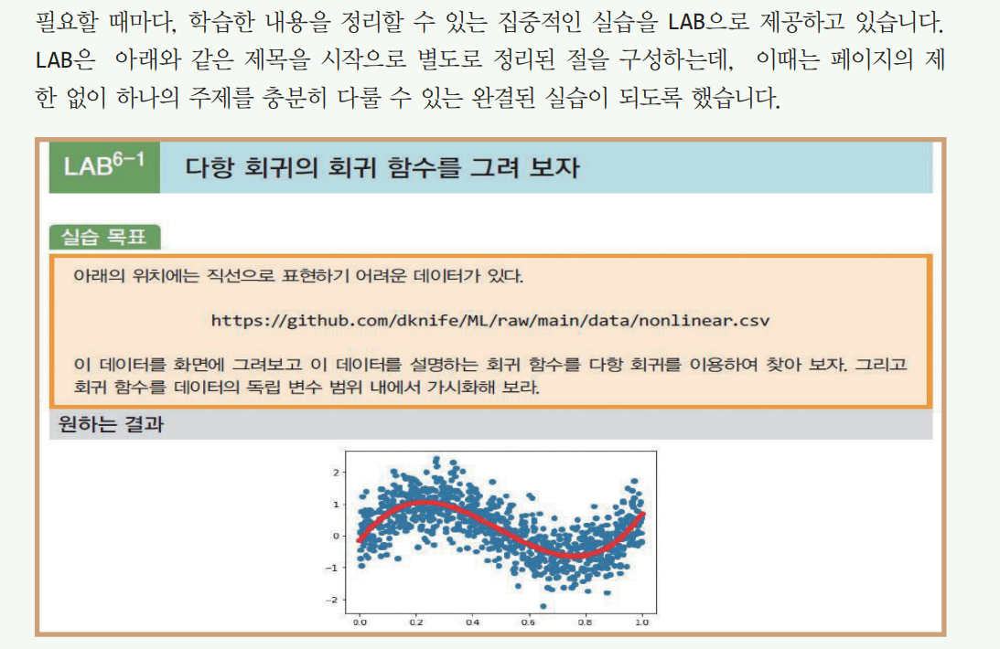 필요할 때마다, 학습한 내용을 정리할 수 있는 집중적인 실습을 LAB으로 제공하고 있습니다.
LAB은 아래와 같은 제목을 시작으로 별도로 정리된 절을 구성하는데, 이때는 페이지의 제
한 없이 하나의 주제를 충분히 다룰 수 있는 완결된 실습이 되도록 했습니다.
LAB6-1 다항 회귀의 회귀 함수를 그려 보자
실습 목표
아래의 위치에는 직선으로 표현하기 어려운 데이터가 있다.
https://github.com/dknife/ML/raw/main/data/nonlinear.csv
이 데이터를 화면에 그려보고 이 데이터를 설명하는 회귀 함수를 다항 회귀를 이용하여 찾아 보자. 그리고
회귀 함수를 데이터의 독립 변수 범위 내에서 가시화해 보라.
원하는 결과
2
1
0
-1
-2
0.0 0.2 0.4 0.6 0.8 1.0